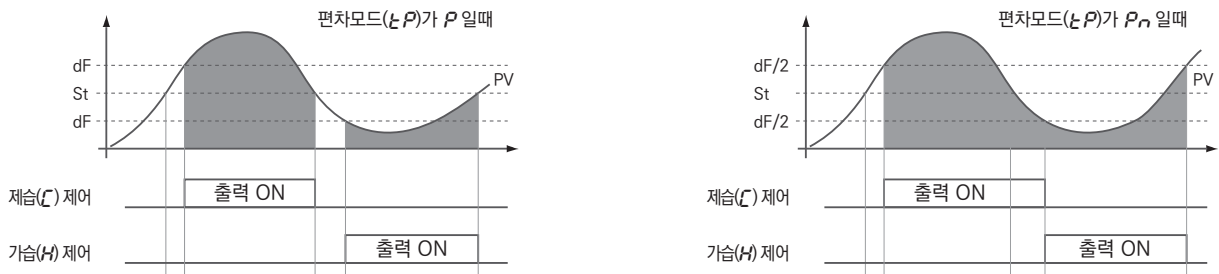 편차모드(tP)가 P 일때
dF
St
dF
PV
제습(C) 제어
출력 ON
가습(H) 제어
출력 ON
편차모드(tP)가 Pn 일때
dF/2
St
dF/2
PV
제습(C) 제어
출력 ON
가습(H) 제어
출력 ON